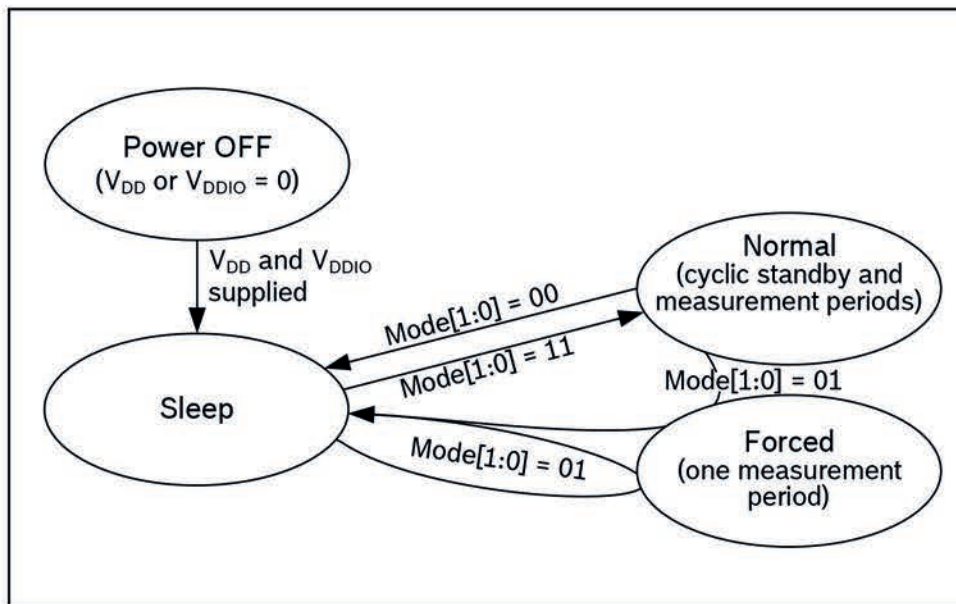 Power OFF
(VDD or VDDIO = 0)
VDD and VDDIO
supplied
Normal
(cyclic standby and
measurement periods)
Mode[1:0] = 00
Mode[1:0] = 11
Mode[1:0] = 01
Sleep
Mode[1:0] = 01
Forced
(one measurement
period)